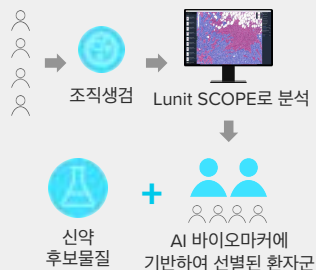 조직생검
Lunit SCOPE로 분석
신약
후보물질
+
AI 바이오마커에
기반하여 선별된 환자군